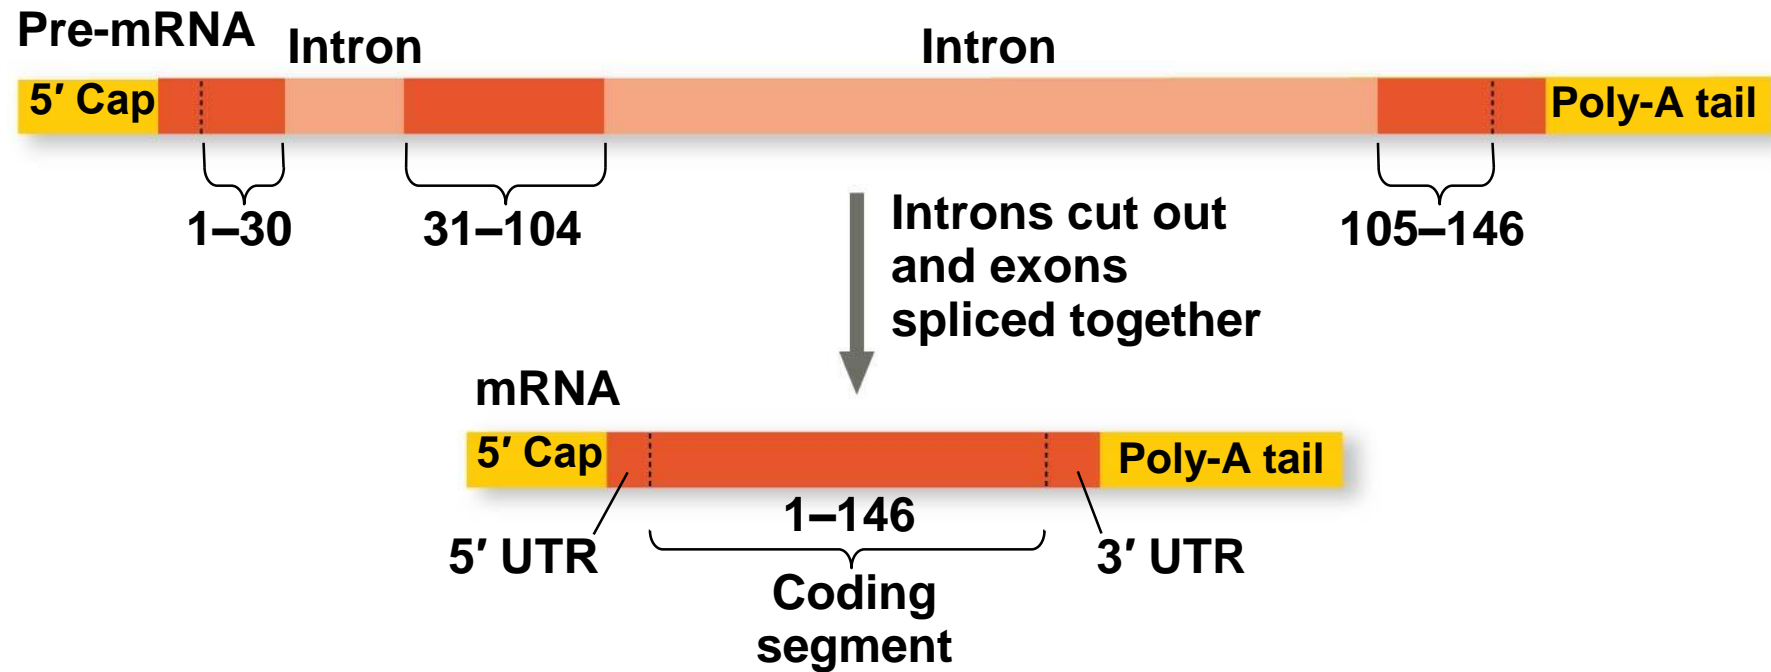 Pre-mRNA
Intron
Intron
5′ Cap
Poly-A tail
1–30
31–104
105–146
Introns cut out
and exons
spliced together
mRNA
5′ Cap
Poly-A tail
1–146
5′ UTR
3′ UTR
Coding
segment